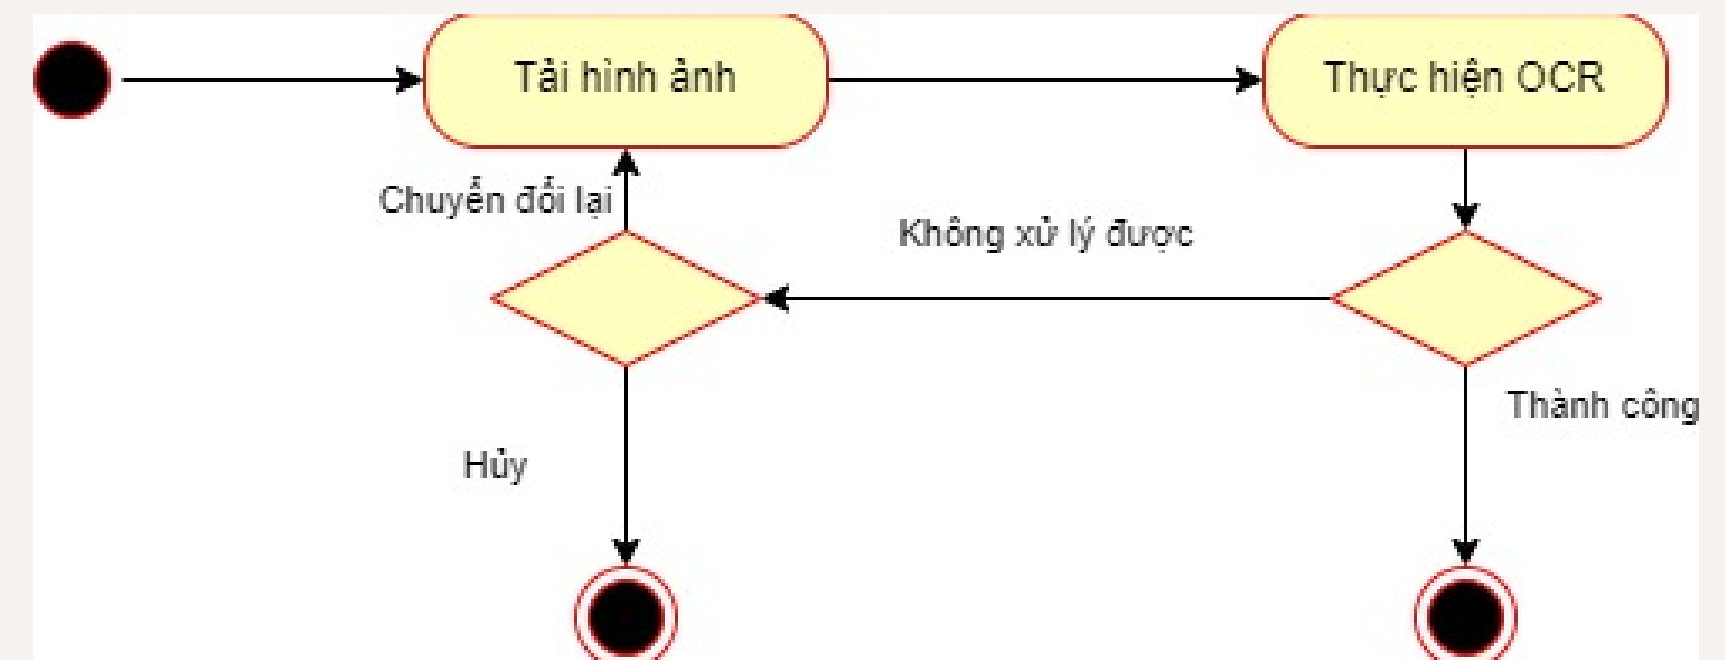 Tải hình ảnh
Thực hiện OCR
Chuyển đổi lại
Không xử lý được
Thành công
Hủy